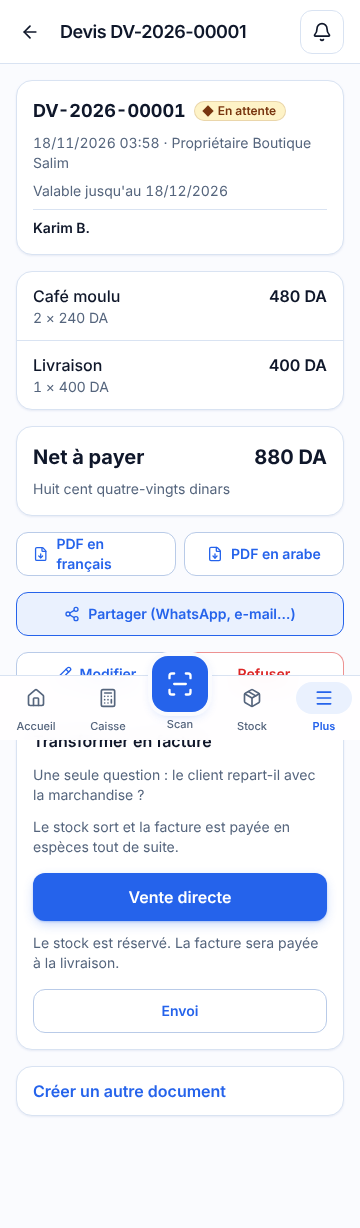 Devis DV-2026-00001
DV-2026-00001 ◆ En attente
18/11/2026 03:58 · Propriétaire Boutique
Salim
Valable jusqu'au 18/12/2026
Karim B.
Café moulu 480 DA
2 × 240 DA
Livraison 400 DA
1 × 400 DA
Net à payer 880 DA
Huit cent quatre-vingts dinars
PDF en
français
PDF en arabe
Partager (WhatsApp, e-mail…)
Modifier Refuser
Accueil Caisse Scan Stock Plus
Transformer en facture
Une seule question : le client repart-il avec
la marchandise ?
Le stock sort et la facture est payée en
espèces tout de suite.
Vente directe
Le stock est réservé. La facture sera payée
à la livraison.
Envoi
Créer un autre document